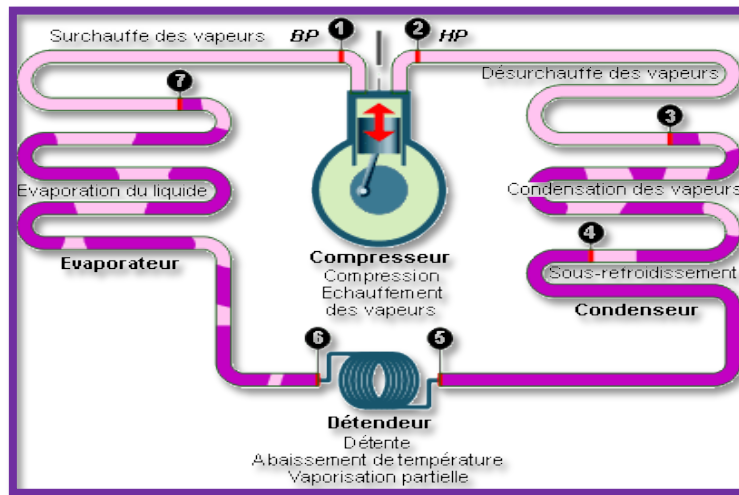 Surchauffe des vapeurs
BP
1
2
HP
Désurchauffe des vapeurs
7
3
Evaporation du liquide
Condensation des vapeurs
4
Evaporateur
Compresseur
Compression
Echauffement
des vapeurs
Sous-refroidissement
Condenseur
6
5
Détendeur
Détente
Abaissement de température
Vaporisation partielle